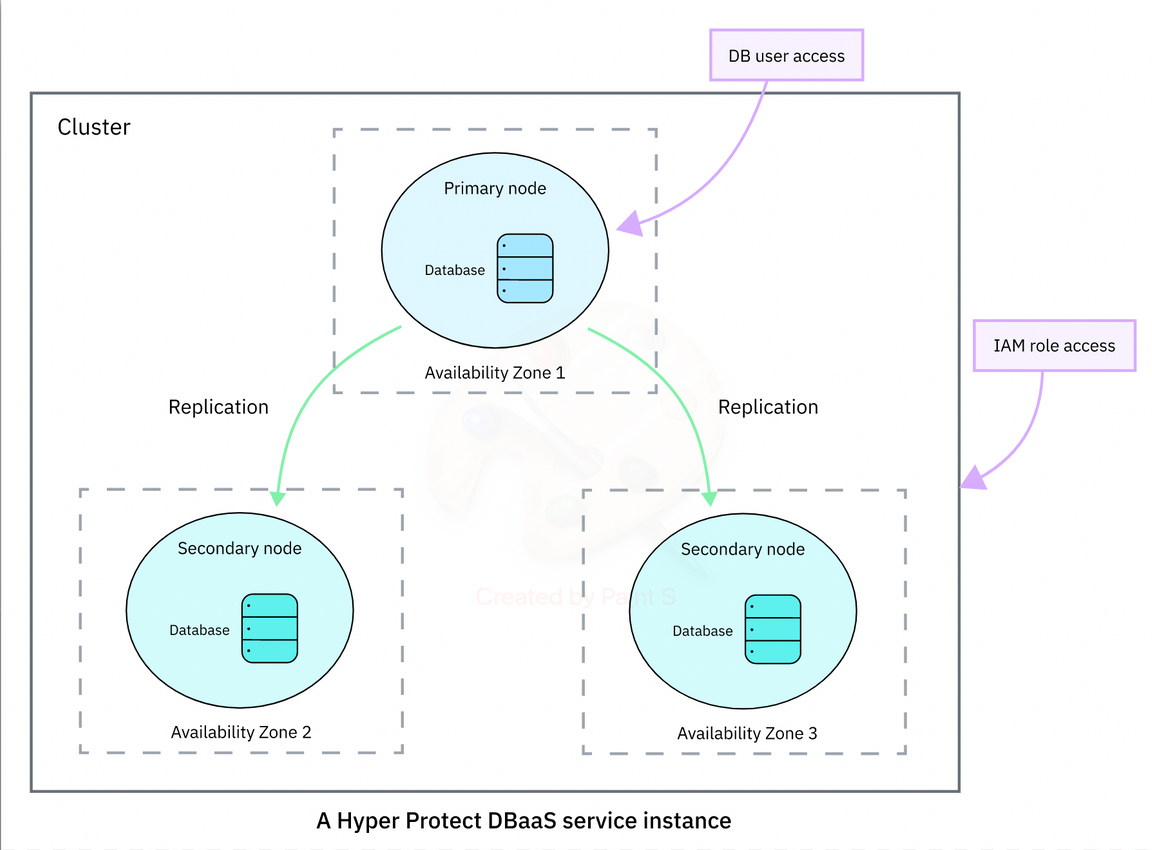 DB user access
Cluster
Primary node
Database
IAM role access
Availability Zone 1
Replication
Replication
Secondary node
Secondary node
Database
Database
Created by Paint S
Availability Zone 2
Availability Zone 3
A Hyper Protect DBaaS service instance